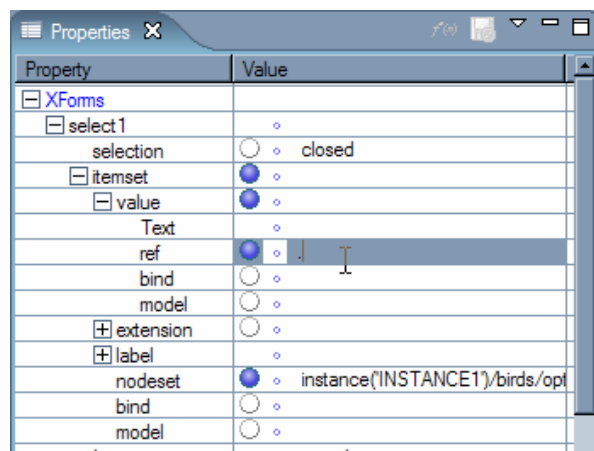 Properties
Property Value
XForms
select1
selection closed
itemset
value
Text
ref .
bind
model
extension
label
nodeset instance('INSTANCE1')/birds/opt
bind
model